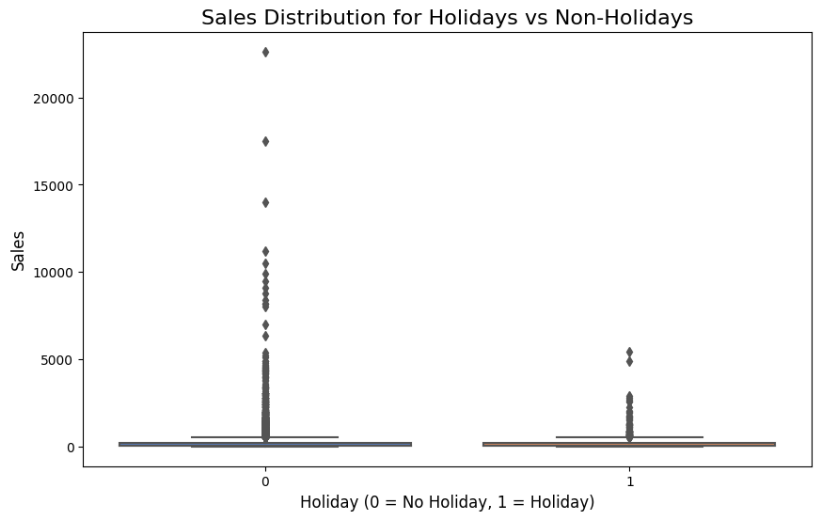 Sales Distribution for Holidays vs Non-Holidays
20000
15000
10000
5000
0
Sales
0
1
Holiday (0 = No Holiday, 1 = Holiday)